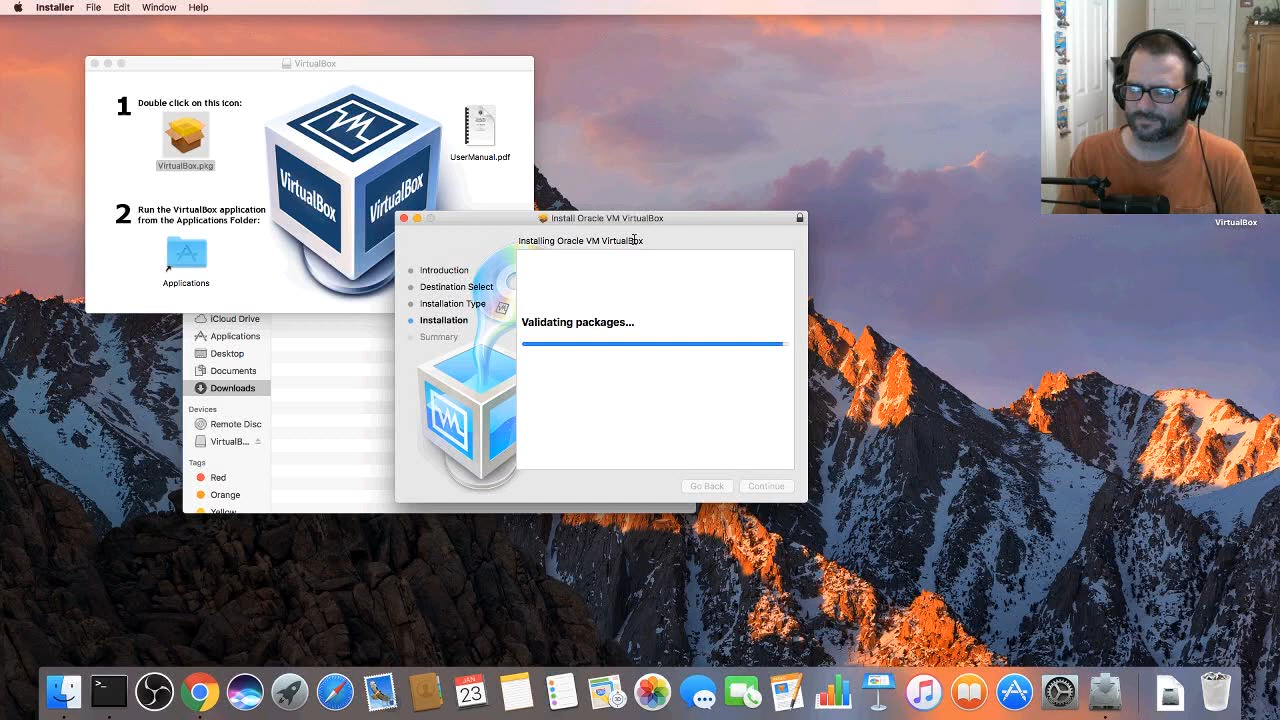 Installer File Edit Window Help
VirtualBox
1 Double click on this icon:
VirtualBox.pkg
UserManual.pdf
2 Run the VirtualBox application
from the Applications Folder:
Applications
VirtualBox
VirtualBox
VirtualBox
Install Oracle VM VirtualBox
Installing Oracle VM VirtualBox
Introduction
Destination Select
Installation Type
Installation
Summary
Validating packages...
Go Back
Continue
iCloud Drive
Applications
Desktop
Documents
Downloads
Devices
Remote Disc
VirtualB...
Tags
Red
Orange
Yellow
>_
JAN
23